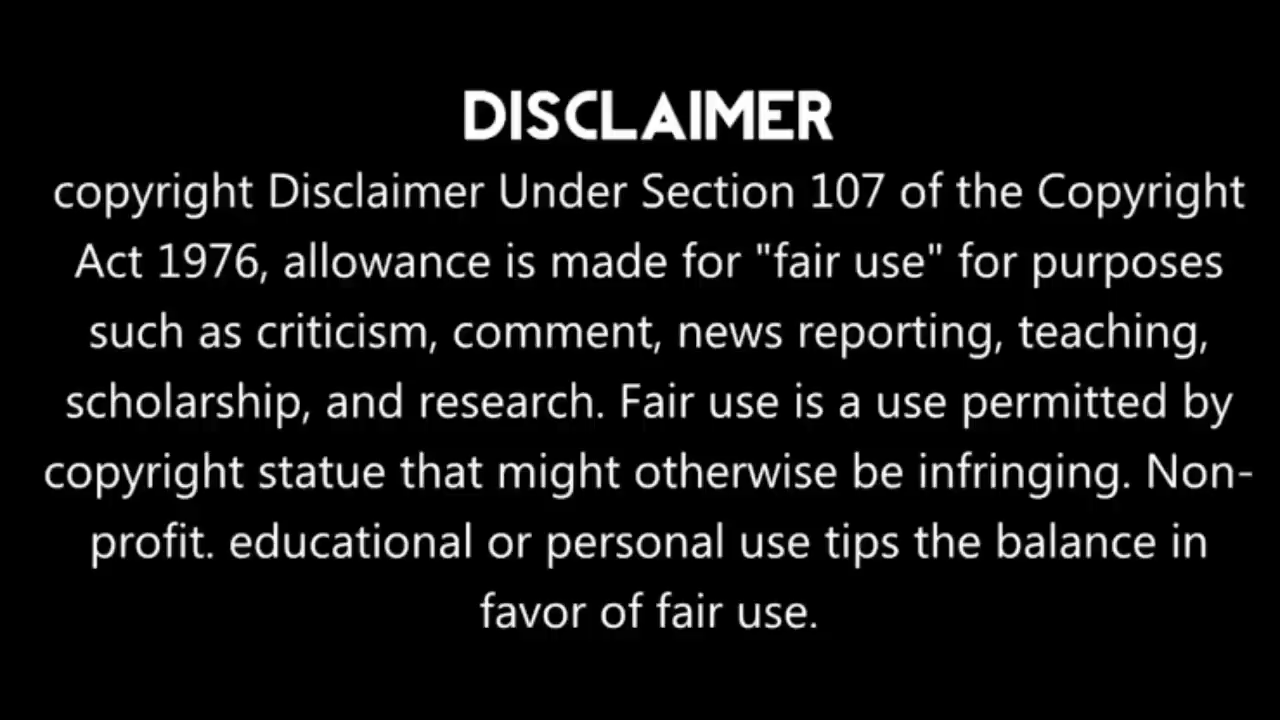 DISCLAIMER
copyright Disclaimer Under Section 107 of the Copyright
Act 1976, allowance is made for "fair use" for purposes
such as criticism, comment, news reporting, teaching,
scholarship, and research. Fair use is a use permitted by
copyright statue that might otherwise be infringing. Non-
profit. educational or personal use tips the balance in
favor of fair use.